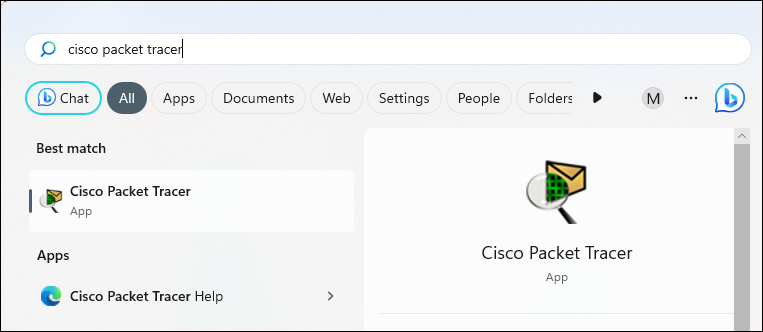 cisco packet tracer
Chat All Apps Documents Web Settings People Folders M
Best match
Cisco Packet Tracer
App
Cisco Packet Tracer
App
Apps
Cisco Packet Tracer Help